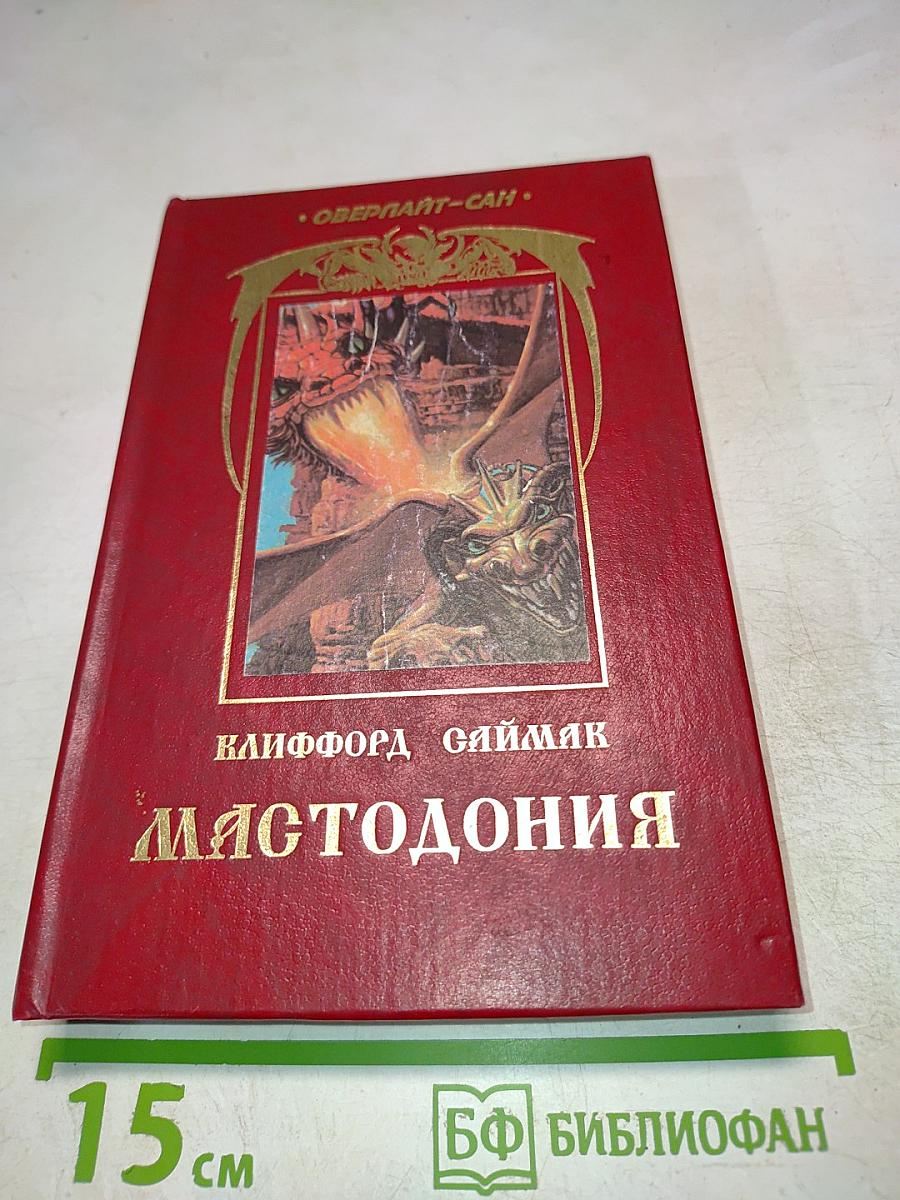 • ОВЕРЛАЙТ-САН •
КЛИФФОРД САЙМАК
МАСТОДОНИЯ
15 см
БФ БИБЛИОФАН